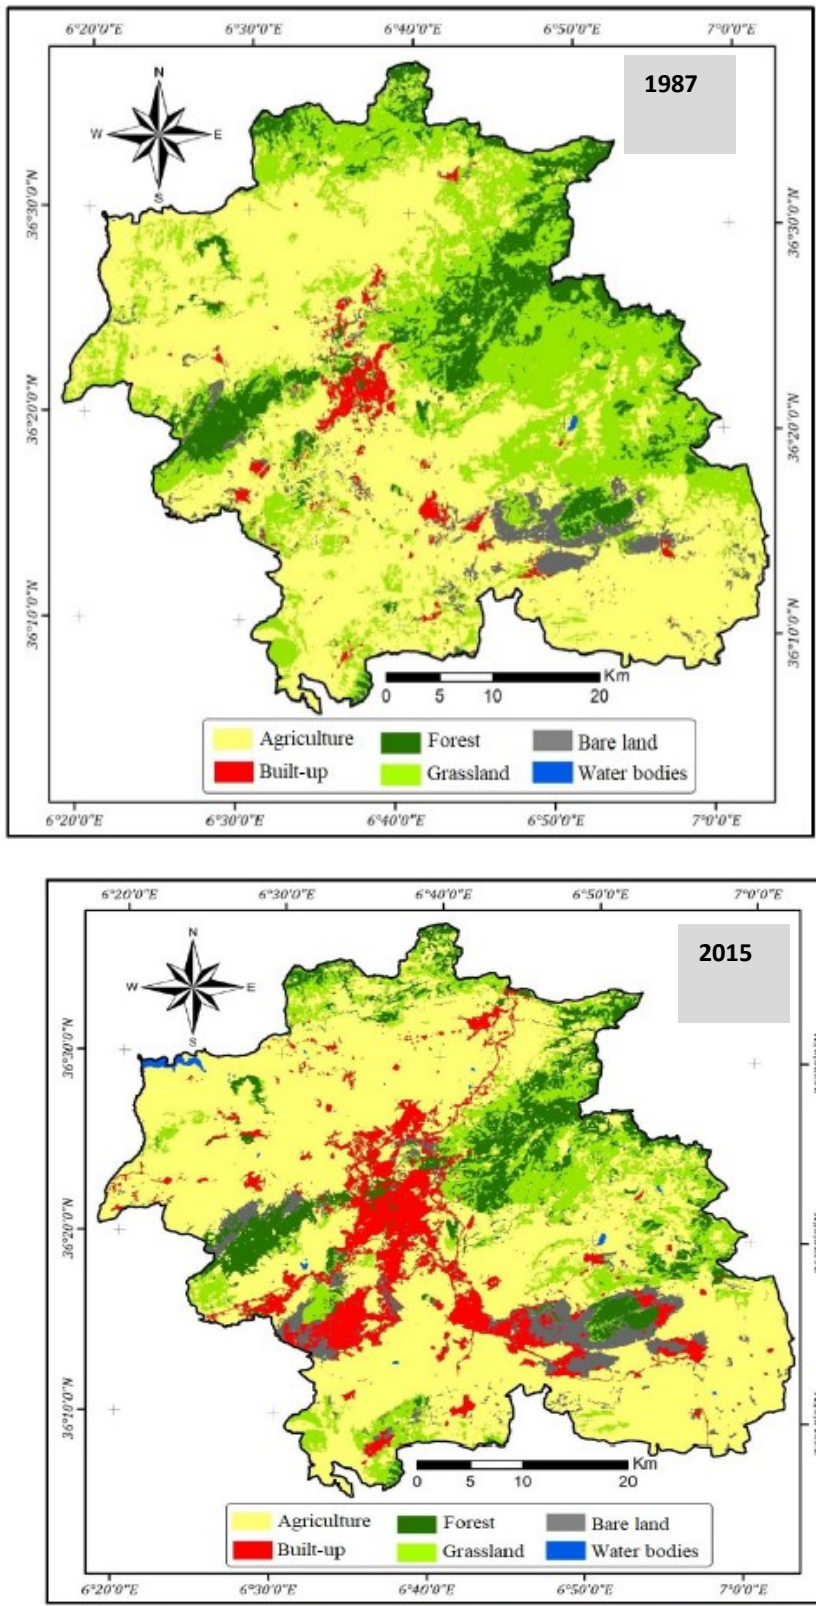 6°20'0"E 6°30'0"E 6°40'0"E 6°50'0"E 7°0'0"E
1987
N
W E
S
36°30'0"N 36°30'0"N
36°20'0"N 36°20'0"N
36°10'0"N 36°10'0"N
Km
0 5 10 20
Agriculture Forest Bare land
Built-up Grassland Water bodies
6°20'0"E 6°30'0"E 6°40'0"E 6°50'0"E 7°0'0"E
6°20'0"E 6°30'0"E 6°40'0"E 6°50'0"E 7°0'0"E
2015
N
W E
S
36°30'0"N
36°20'0"N
36°10'0"N
Km
0 5 10 20
Agriculture Forest Bare land
Built-up Grassland Water bodies
6°20'0"E 6°30'0"E 6°40'0"E 6°50'0"E 7°0'0"E